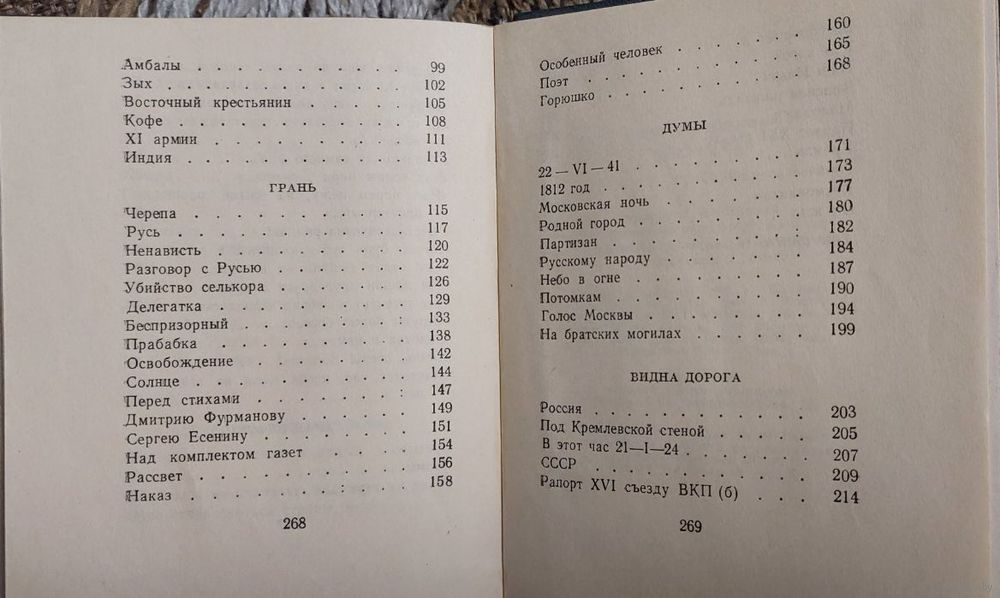 Амбалы . . . . . . . . . . . 99
Зых . . . . . . . . . . . . 102
Восточный крестьянин . . . . . 105
Кофе . . . . . . . . . . . 108
XI армии . . . . . . . . . . 111
Индия . . . . . . . . . . . 113
ГРАНЬ
Черепа . . . . . . . . . . . 115
Русь . . . . . . . . . . . . 117
Ненависть . . . . . . . . . . 120
Разговор с Русью . . . . . . . 122
Убийство селькора . . . . . . . 126
Делегатка . . . . . . . . . . 129
Беспризорный . . . . . . . . . 133
Прабабка . . . . . . . . . . 138
Освобождение . . . . . . . . 142
Солнце . . . . . . . . . . . 144
Перед стихами . . . . . . . . 147
Дмитрию Фурманову . . . . . . 149
Сергею Есенину . . . . . . . . 151
Над комплектом газет . . . . . 154
Рассвет . . . . . . . . . . . 156
Наказ . . . . . . . . . . . 158
268
Особенный человек . . . . . . . 160
Поэт . . . . . . . . . . . . 165
Горюшко . . . . . . . . . . 168
ДУМЫ
22—VI—41 . . . . . . . . . . 171
1812 год . . . . . . . . . . 173
Московская ночь . . . . . . . . 177
Родной город . . . . . . . . . 180
Партизан . . . . . . . . . . 182
Русскому народу . . . . . . . . 184
Небо в огне . . . . . . . . . 187
Потомкам . . . . . . . . . . 190
Голос Москвы . . . . . . . . . 194
На братских могилах . . . . . . 199
ВИДНА ДОРОГА
Россия . . . . . . . . . . . 203
Под Кремлевской стеной . . . . . 205
В этот час 21—I—24 . . . . . . . 207
СССР . . . . . . . . . . . 209
Рапорт XVI съезду ВКП (б) . . . 214
269